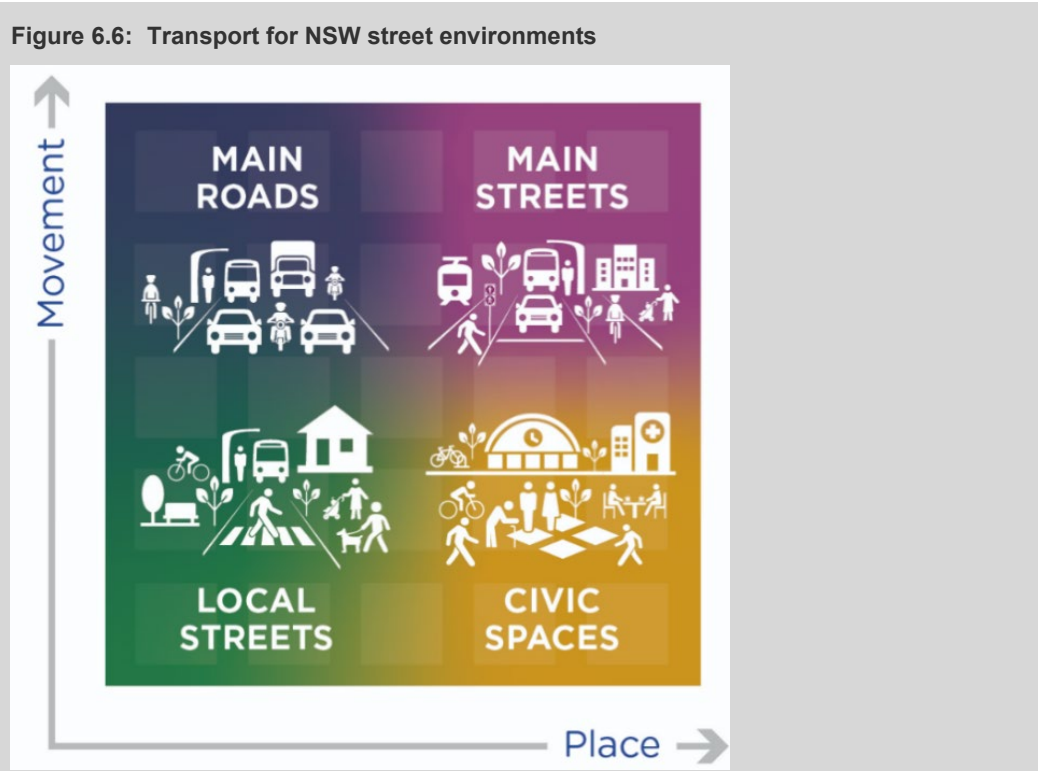 Figure 6.6: Transport for NSW street environments
Movement
MAIN
ROADS
MAIN
STREETS
LOCAL
STREETS
CIVIC
SPACES
Place